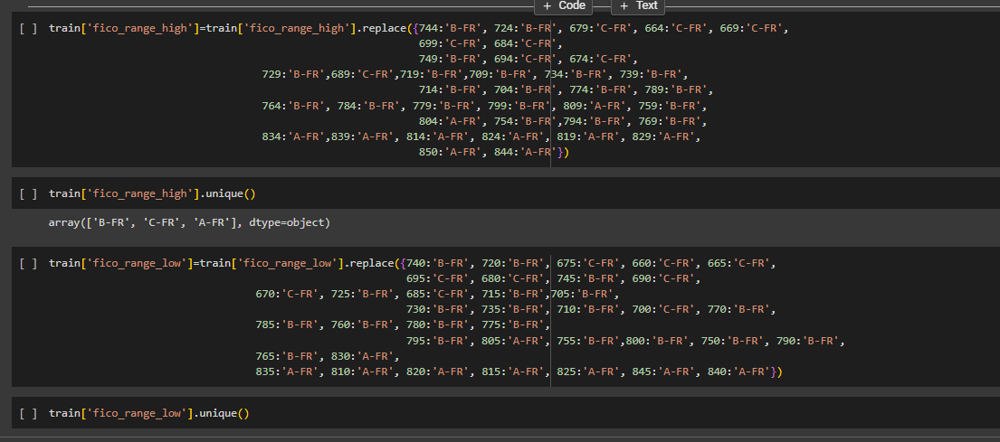 + Code + Text
[ ] train['fico_range_high']=train['fico_range_high'].replace({744:'B-FR', 724:'B-FR', 679:'C-FR', 664:'C-FR', 669:'C-FR',
699:'C-FR', 684:'C-FR',
749:'B-FR', 694:'C-FR', 674:'C-FR',
729:'B-FR',689:'C-FR',719:'B-FR',709:'B-FR', 734:'B-FR', 739:'B-FR',
714:'B-FR', 704:'B-FR', 774:'B-FR', 789:'B-FR',
764:'B-FR', 784:'B-FR', 779:'B-FR', 799:'B-FR', 809:'A-FR', 759:'B-FR',
804:'A-FR', 754:'B-FR',794:'B-FR', 769:'B-FR',
834:'A-FR',839:'A-FR', 814:'A-FR', 824:'A-FR', 819:'A-FR', 829:'A-FR',
850:'A-FR', 844:'A-FR'})
[ ] train['fico_range_high'].unique()
array(['B-FR', 'C-FR', 'A-FR'], dtype=object)
[ ] train['fico_range_low']=train['fico_range_low'].replace({740:'B-FR', 720:'B-FR', 675:'C-FR', 660:'C-FR', 665:'C-FR',
695:'C-FR', 680:'C-FR', 745:'B-FR', 690:'C-FR',
670:'C-FR', 725:'B-FR', 685:'C-FR', 715:'B-FR',705:'B-FR',
730:'B-FR', 735:'B-FR', 710:'B-FR', 700:'C-FR', 770:'B-FR',
785:'B-FR', 760:'B-FR', 780:'B-FR', 775:'B-FR',
795:'B-FR', 805:'A-FR', 755:'B-FR',800:'B-FR', 750:'B-FR', 790:'B-FR',
765:'B-FR', 830:'A-FR',
835:'A-FR', 810:'A-FR', 820:'A-FR', 815:'A-FR', 825:'A-FR', 845:'A-FR', 840:'A-FR'})
[ ] train['fico_range_low'].unique()